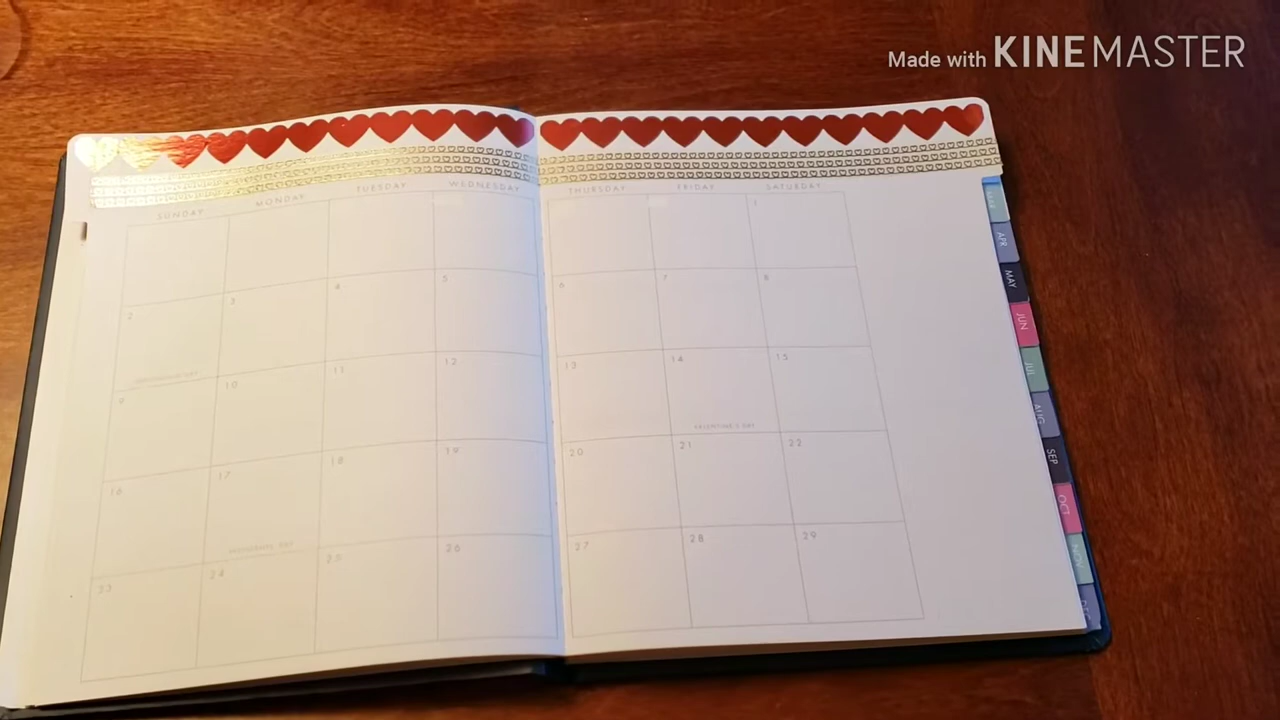 Made with KINEMASTER
SUNDAY MONDAY TUESDAY WEDNESDAY THURSDAY FRIDAY SATURDAY
1
2 3 4 5 6 7 8
9 10 11 12 13 14 15
VALENTINE'S DAY
16 17 18 19 20 21 22
23 24 25 26 27 28 29
APR
MAY
JUN
JUL
AUG
SEP
OCT
NOV
DEC